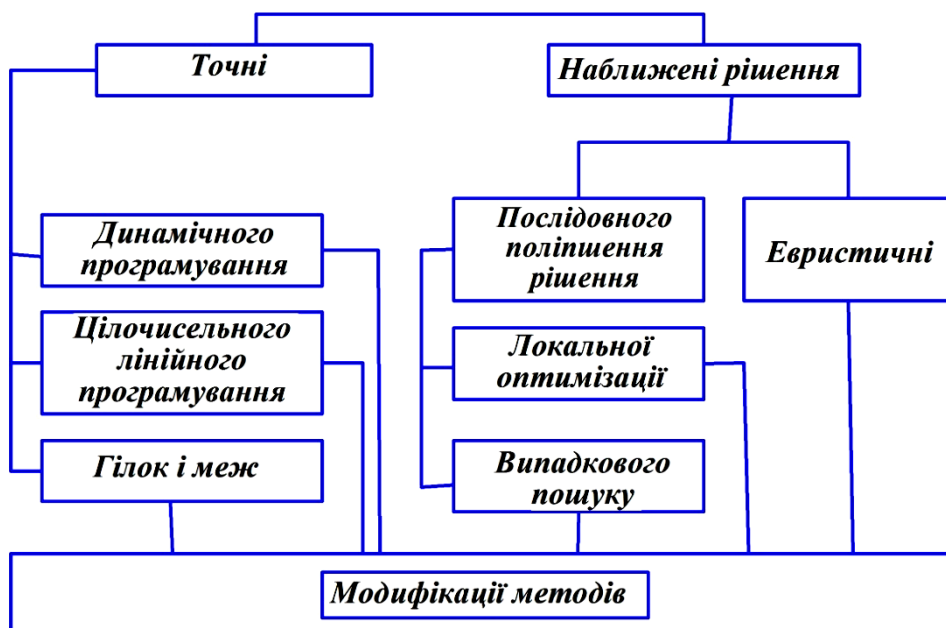 Точні
Наближені рішення
Динамічного
програмування
Послідовного
поліпшення
рішення
Евристичні
Цілочисельного
лінійного
програмування
Локальної
оптимізації
Гілок і меж
Випадкового
пошуку
Модифікації методів